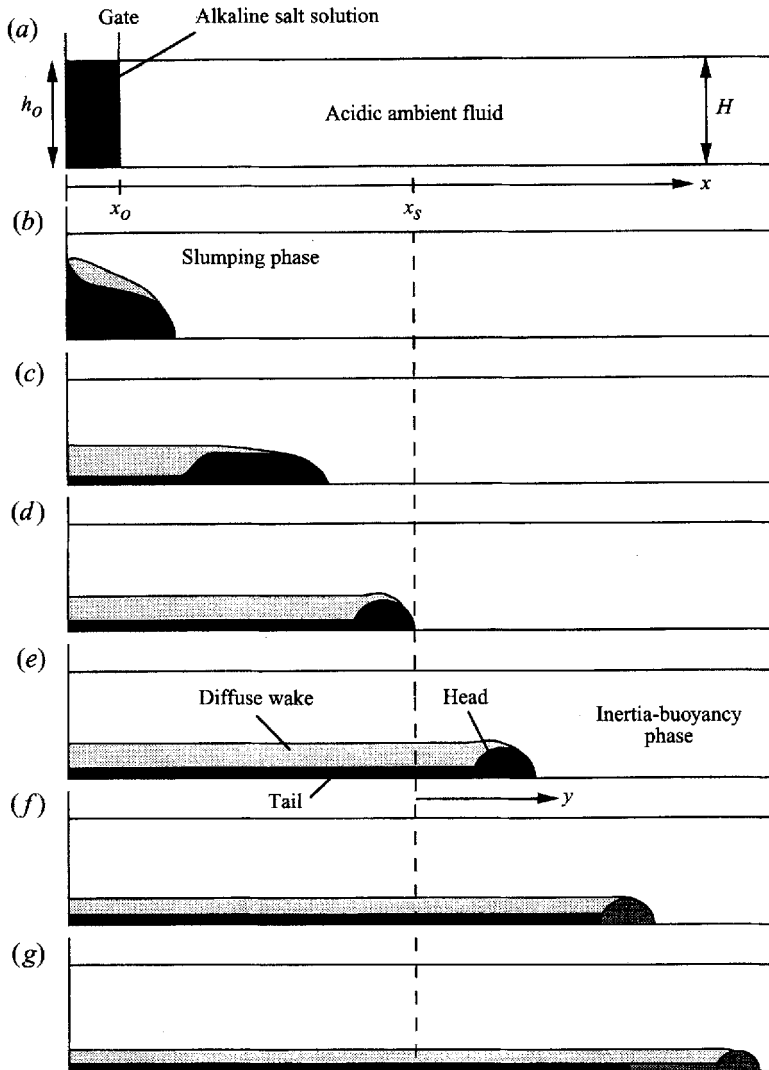 (a)
Gate
Alkaline salt solution
h_o
Acidic ambient fluid
H
x_o
x_s
x
(b)
Slumping phase
(c)
(d)
(e)
Diffuse wake
Head
Inertia-buoyancy
phase
Tail
y
(f)
(g)